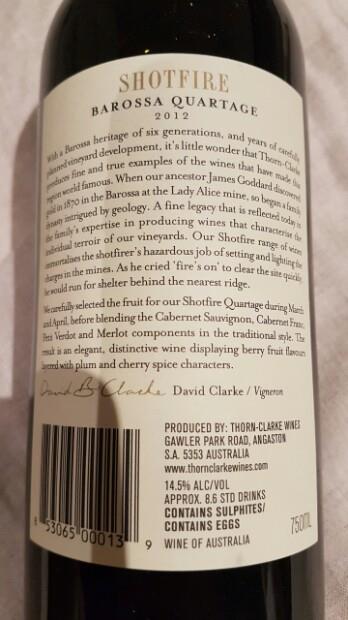 SHOTFIRE
BAROSSA QUARTAGE
2012
With a Barossa heritage of six generations, and years of carefully
planned vineyard development, it's little wonder that Thorn-Clarke
produces fine and true examples of the wines that have made this
region world famous. When our ancestor James Goddard discovered
gold in 1870 in the Barossa at the Lady Alice mine, so began a family
dynasty intrigued by geology. A fine legacy that is reflected today in
the family's expertise in producing wines that characterise the
individual terroir of our vineyards. Our Shotfire range of wines
immortalises the shotfirer's hazardous job of setting and lighting the
charges in the mines. As he cried 'fire's on' to clear the site quickly,
he would run for shelter behind the nearest ridge.
We carefully selected the fruit for our Shotfire Quartage during March
and April, before blending the Cabernet Sauvignon, Cabernet Franc,
Petit Verdot and Merlot components in the traditional style. The
result is an elegant, distinctive wine displaying berry fruit flavours
layered with plum and cherry spice characters.
David B Clarke David Clarke / Vigneron
PRODUCED BY: THORN-CLARKE WINES
GAWLER PARK ROAD, ANGASTON
S.A. 5353 AUSTRALIA
www.thornclarkewines.com
14.5% ALC/VOL
APPROX. 8.6 STD DRINKS
CONTAINS SULPHITES/
CONTAINS EGGS
WINE OF AUSTRALIA
750ML
8 53065 00013 9